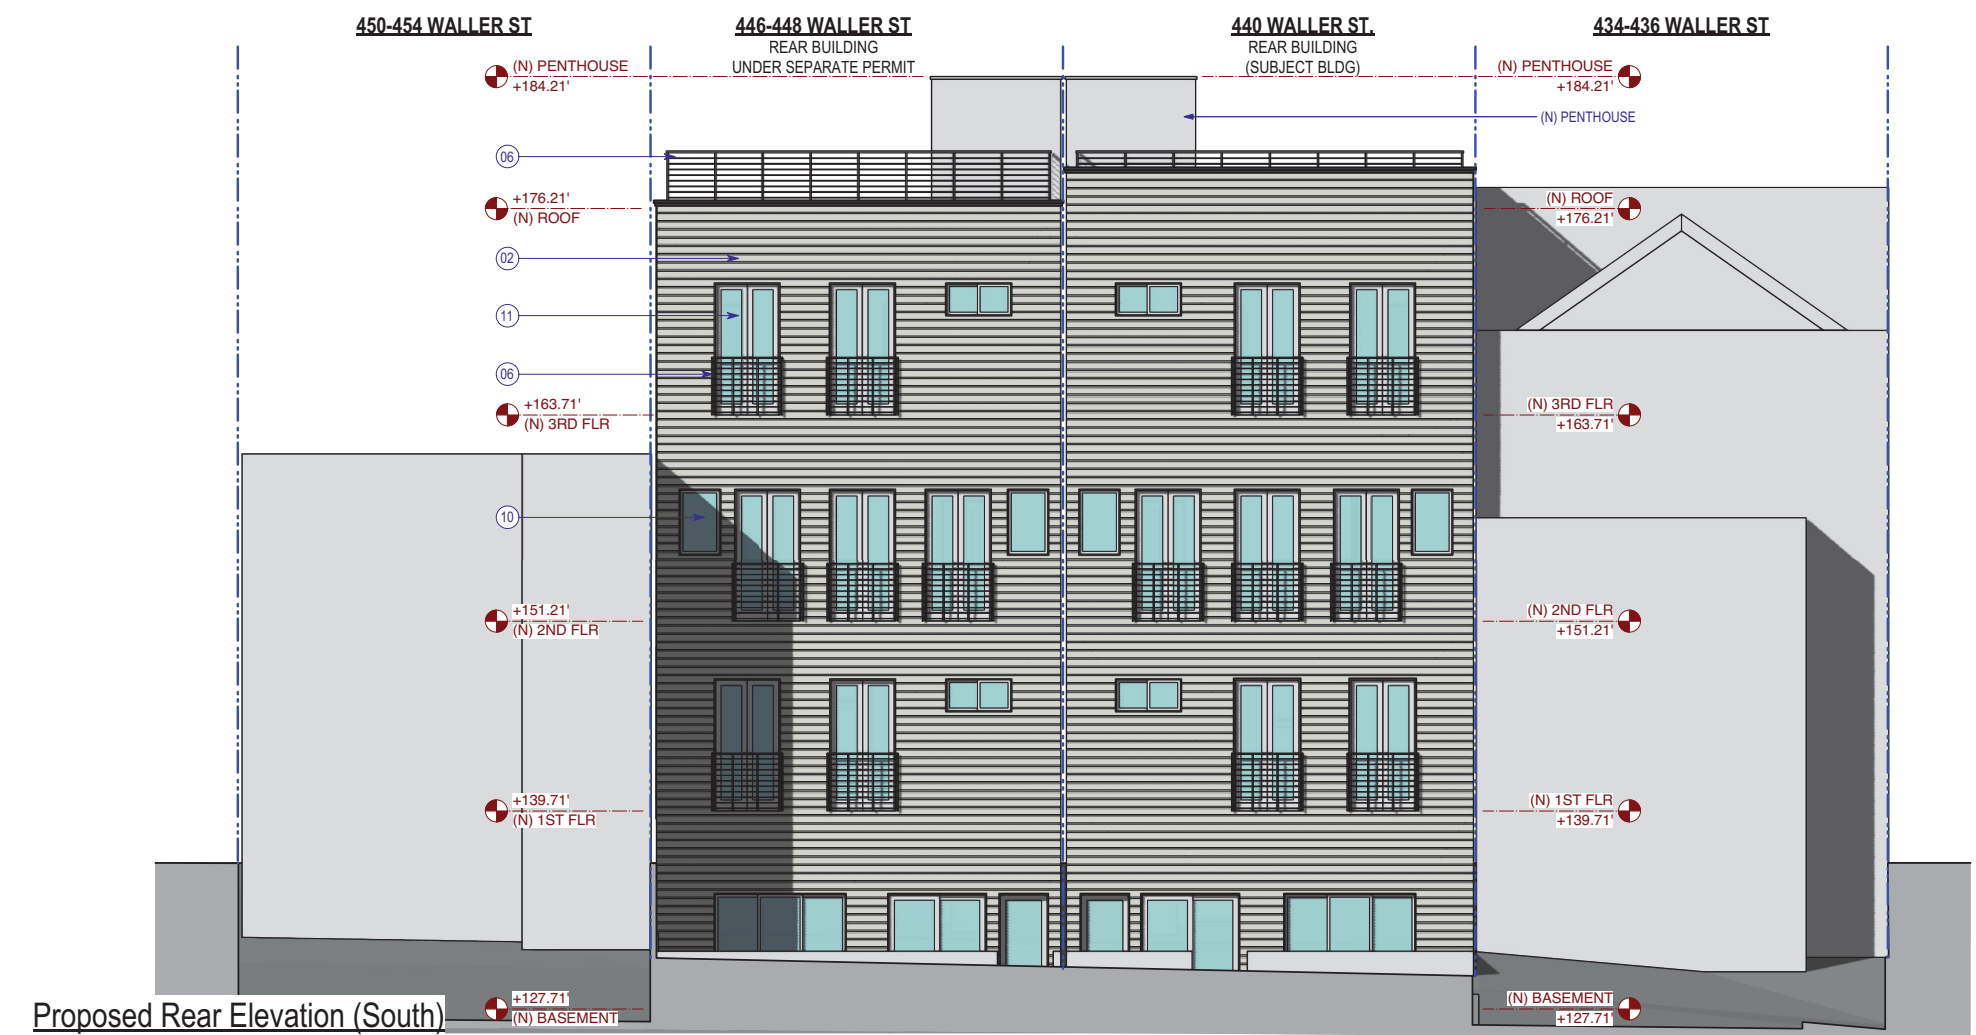 450-454 WALLER ST
446-448 WALLER ST
REAR BUILDING
UNDER SEPARATE PERMIT
440 WALLER ST.
REAR BUILDING
(SUBJECT BLDG)
434-436 WALLER ST
(N) PENTHOUSE
+184.21'
(N) PENTHOUSE
+184.21'
(N) PENTHOUSE
06
+176.21'
(N) ROOF
(N) ROOF
+176.21'
02
11
06
+163.71'
(N) 3RD FLR
(N) 3RD FLR
+163.71'
10
+151.21'
(N) 2ND FLR
(N) 2ND FLR
+151.21'
+139.71'
(N) 1ST FLR
(N) 1ST FLR
+139.71'
+127.71'
(N) BASEMENT
(N) BASEMENT
+127.71'
Proposed Rear Elevation (South)